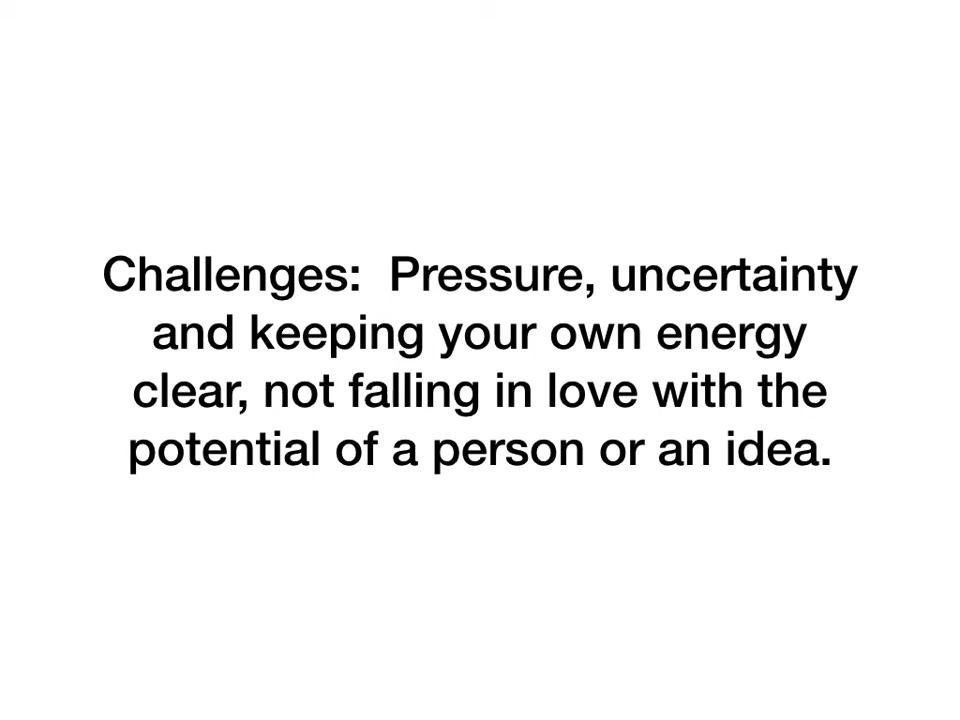 Challenges:  Pressure, uncertainty
and keeping your own energy
clear, not falling in love with the
potential of a person or an idea.